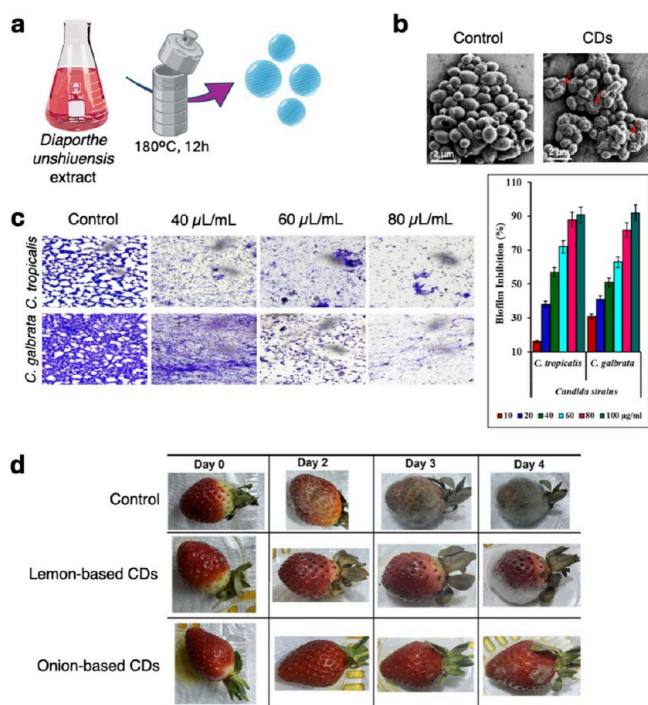 a
Diaporthe
unshiuensis
extract
180ºC, 12h
b
Control
CDs
2 μm
2 μm
Biofilm Inhibition (%)
110
90
70
50
30
10
C. tropicalis
C. galbrata
Candida strains
10
20
40
60
80
100 μg/ml
c
Control
40 μL/mL
60 μL/mL
80 μL/mL
C. tropicalis
C. galbrata
d
Day 0
Day 2
Day 3
Day 4
Control
Lemon-based CDs
Onion-based CDs